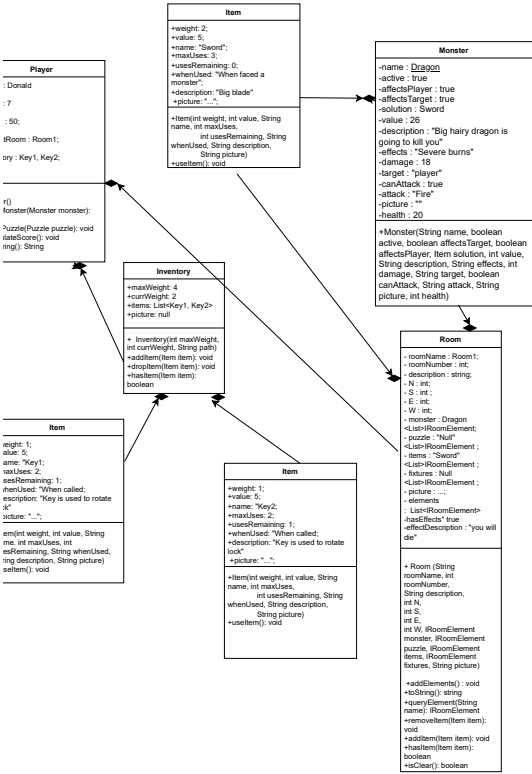 Item
+weight: 2;
+value: 5;
+name: "Sword";
+maxUses: 3;
+usesRemaining: 0;
+whenUsed: "When faced a
monster";
+description: "Big blade"
+picture: "...";
+Item(int weight, int value, String
name, int maxUses,
int usesRemaining, String
whenUsed, String description,
String picture)
+useItem(): void
Monster
-name : Dragon
-active : true
-affectsPlayer : true
-affectsTarget : true
-solution : Sword
-value : 26
-description : "Big hairy dragon is
going to kill you"
-effects : "Severe burns"
-damage : 18
-target : "player"
-canAttack : true
-attack : "Fire"
-picture : ""
-health : 20
+Monster(String name, boolean
active, boolean affectsTarget, boolean
affectsPlayer, Item solution, int value,
String description, String effects, int
damage, String target, boolean
canAttack, String attack, String
picture, int health)
Player
: Donald
: 7
: 50;
tRoom : Room1;
ory : Key1, Key2;
r()
Monster(Monster monster):
Puzzle(Puzzle puzzle): void
ulateScore(): void
ring(): String
Inventory
+maxWeight: 4
+currWeight: 2
+items: List<Key1, Key2>
+picture: null
+ Inventory(int maxWeight,
int currWeight, String path)
+addItem(Item item): void
+dropItem(Item item): void
+hasItem(Item item):
boolean
Room
- roomName : Room1;
- roomNumber : int;
- description : string;
- N : int;
- S : int ;
- E : int;
- W : int;
- monster : Dragon
<List>IRoomElement;
- puzzle : "Null"
<List>IRoomElement ;
- items : "Sword"
<List>IRoomElement ;
- fixtures : Null
<List>IRoomElement ;
- picture : ...;
- elements
: List<IRoomElement>
-hasEffects" true
-effectDescription : "you will
die"
+ Room (String
roomName, int
roomNumber,
String description,
int N,
int S,
int E,
int W, IRoomElement
monster, IRoomElement
puzzle, IRoomElement
items, IRoomElement
fixtures, String picture)
+addElements() : void
+toString(): string
+queryElement(String
name): IRoomElement
+removeItem(Item item):
void
+addItem(Item item): void
+hasItem(Item item):
boolean
+isClear(): boolean
Item
weight: 1;
alue: 5;
ame: "Key1;
maxUses: 2;
sesRemaining: 1;
whenUsed: "When called;
escription: "Key is used to rotate
ck"
picture: "...";
em(int weight, int value, String
me, int maxUses, int
esRemaining, String whenUsed,
ring description, String picture)
seItem(): void
Item
+weight: 1;
+value: 5;
+name: "Key2;
+maxUses: 2;
+usesRemaining: 1;
+whenUsed: "When called;
+description: "Key is used to rotate
lock"
+picture: "...";
+Item(int weight, int value, String
name, int maxUses,
int usesRemaining, String
whenUsed, String description,
String picture)
+useItem(): void